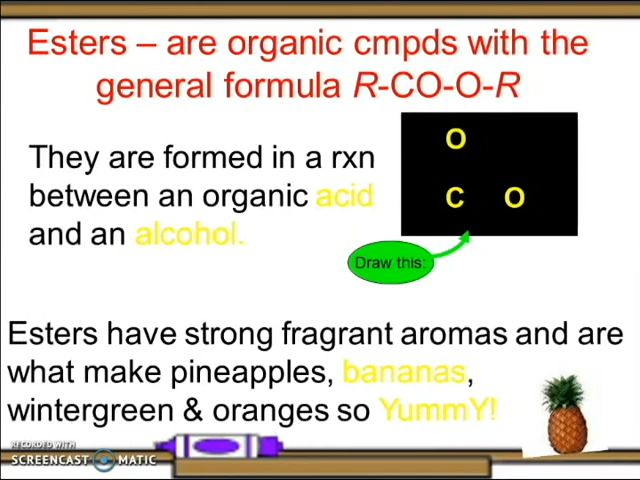 Esters – are organic cmpds with the
general formula R-CO-O-R
They are formed in a rxn
between an organic acid
and an alcohol.
O
C O
Draw this:
Esters have strong fragrant aromas and are
what make pineapples, bananas,
wintergreen & oranges so YummY!
RECORDED WITH
SCREENCAST MATIC